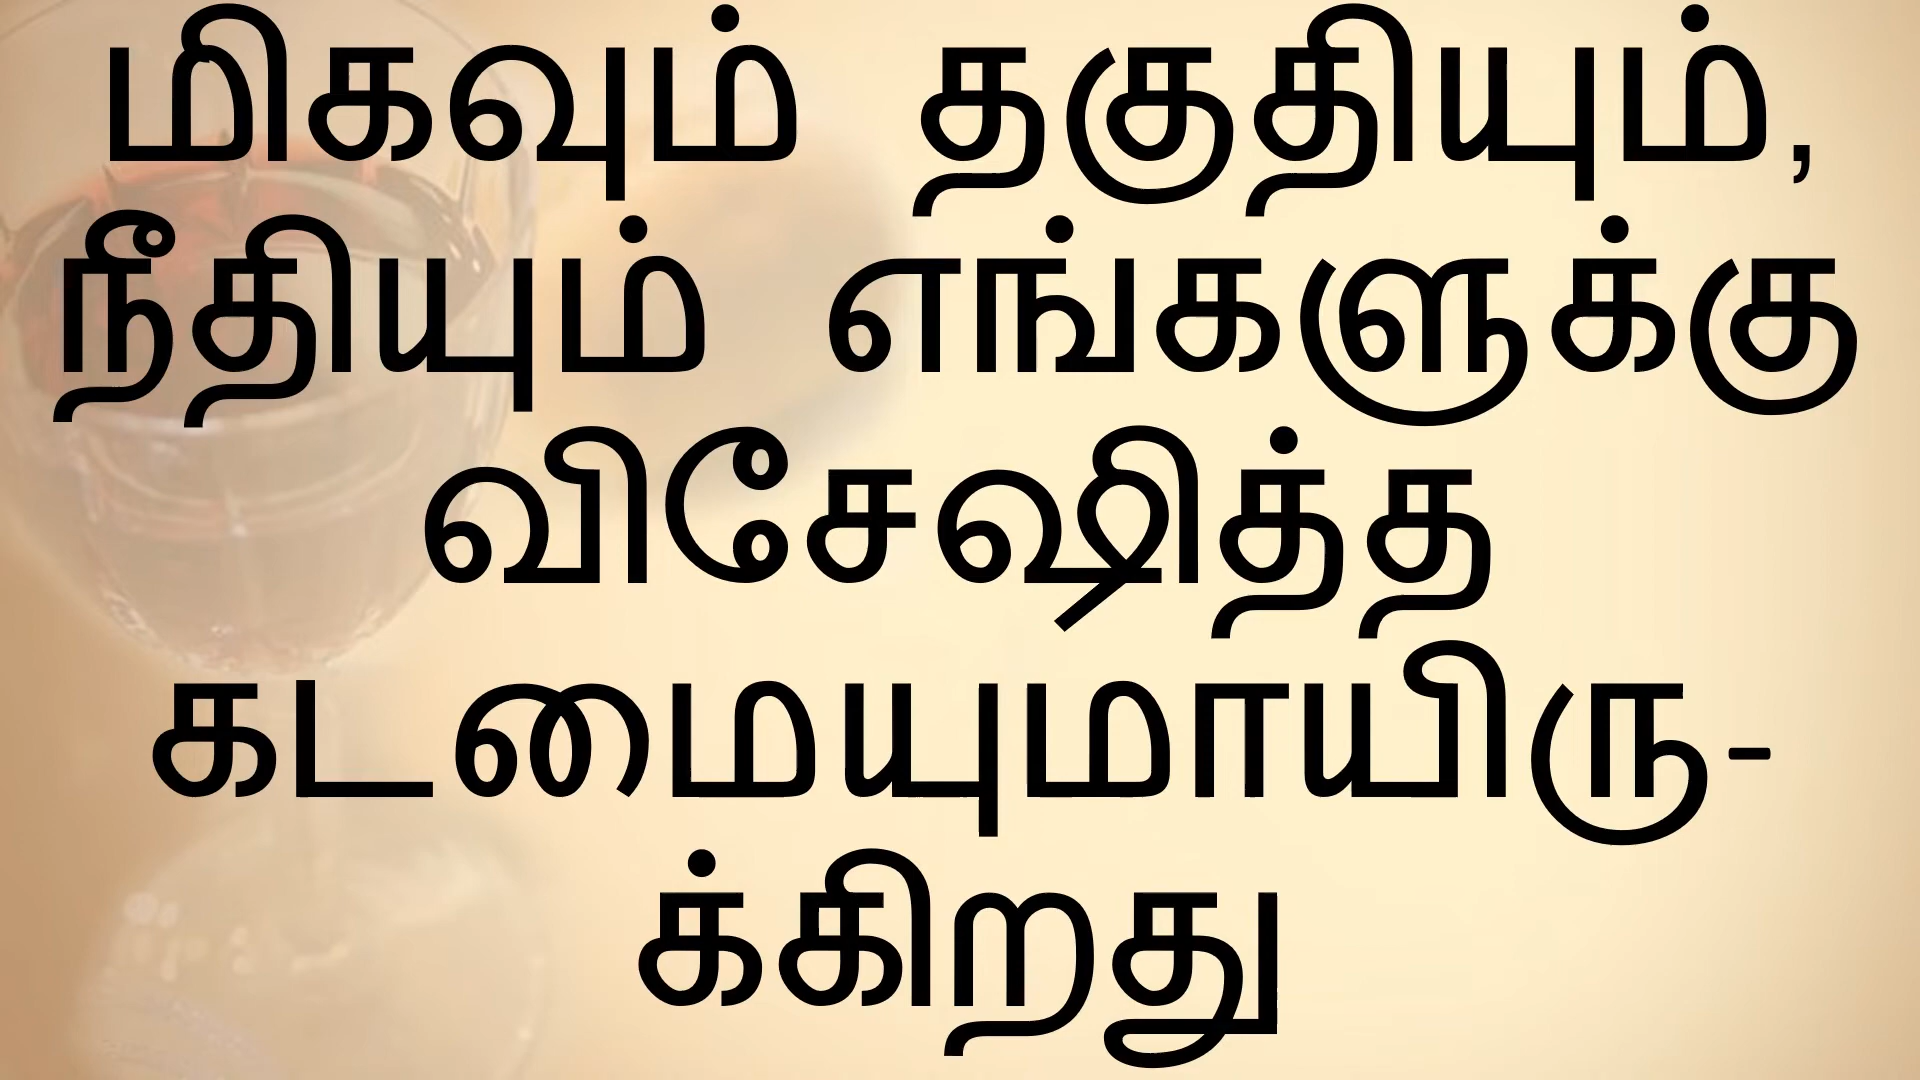 மிகவும் தகுதியும்,
நீதியும் எங்களுக்கு
விசேஷித்த
கடமையுமாயிரு-
க்கிறது